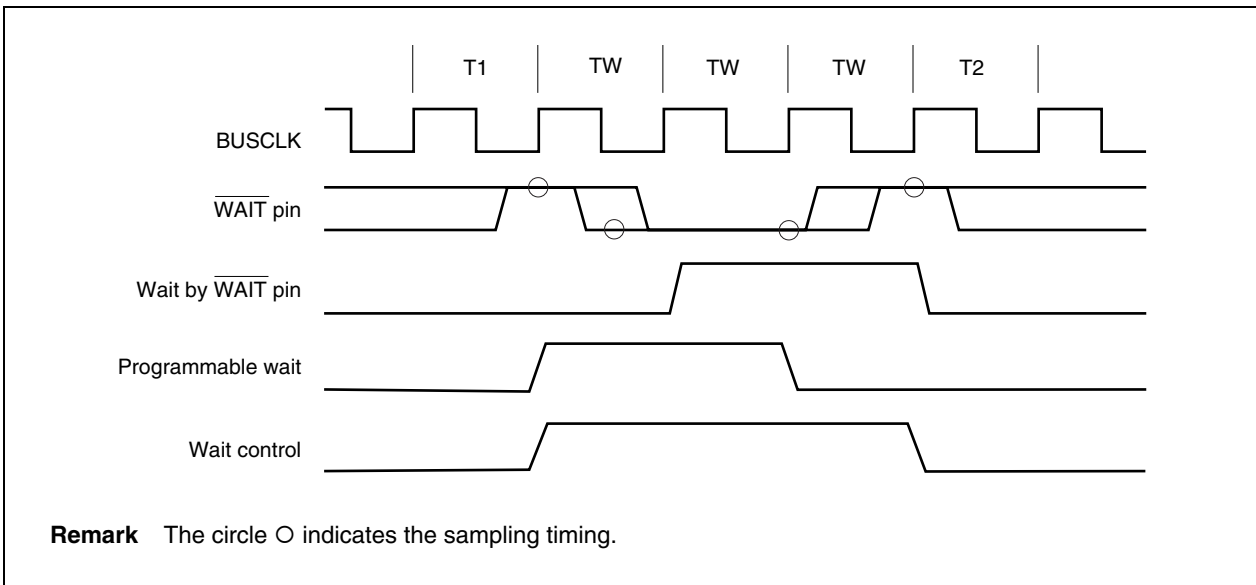 T1 TW TW TW T2
BUSCLK
WAIT pin
Wait by WAIT pin
Programmable wait
Wait control
Remark The circle ○ indicates the sampling timing.